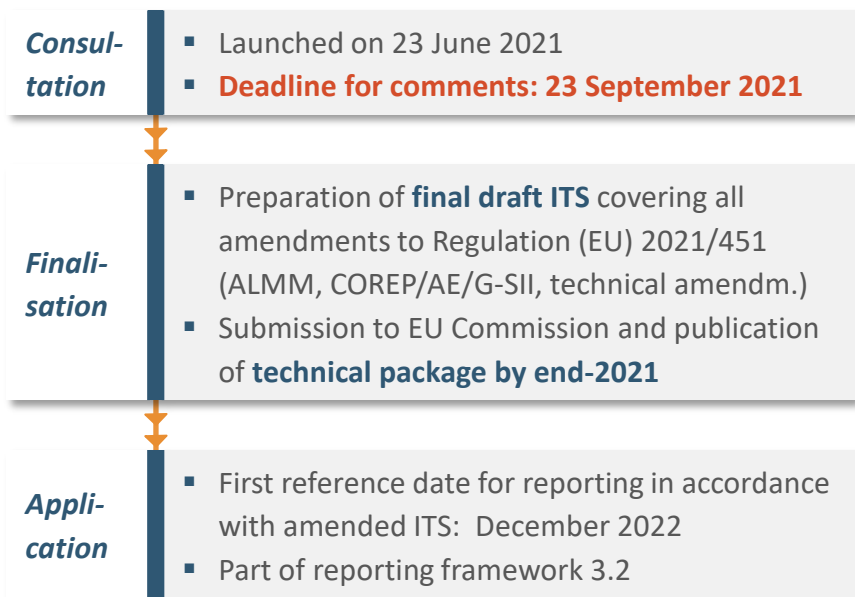 Consul-
tation
▪ Launched on 23 June 2021
▪ Deadline for comments: 23 September 2021
Finali-
sation
▪ Preparation of final draft ITS covering all
amendments to Regulation (EU) 2021/451
(ALMM, COREP/AE/G-SII, technical amendm.)
▪ Submission to EU Commission and publication
of technical package by end-2021
Appli-
cation
▪ First reference date for reporting in accordance
with amended ITS: December 2022
▪ Part of reporting framework 3.2